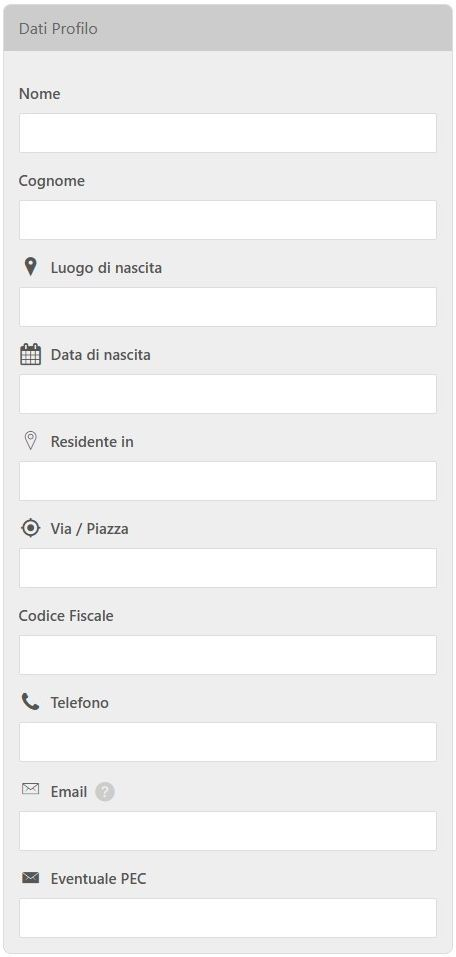 Dati Profilo
Nome
Cognome
Luogo di nascita
Data di nascita
Residente in
Via / Piazza
Codice Fiscale
Telefono
Email ?
Eventuale PEC